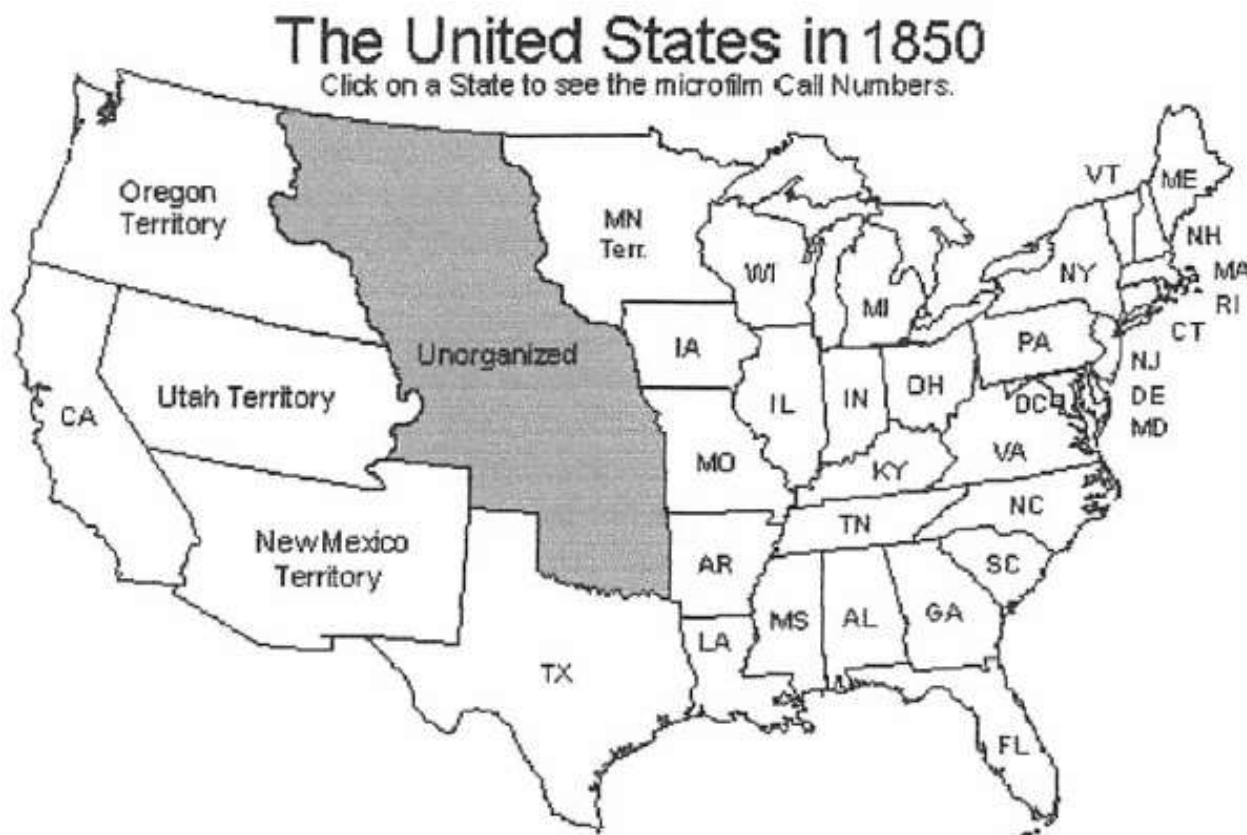 The United States in 1850
Click on a State to see the microfilm Call Numbers.
VT
ME
Oregon
Territory
MN
Terr.
NH
WI
NY
MA
MI
RI
CT
IA
PA
Unorganized
NJ
Utah Territory
OH
CA
IL
IN
DC
DE
MD
MO
KY
VA
NC
TN
New Mexico
Territory
AR
SC
MS
AL
GA
LA
TX
FL